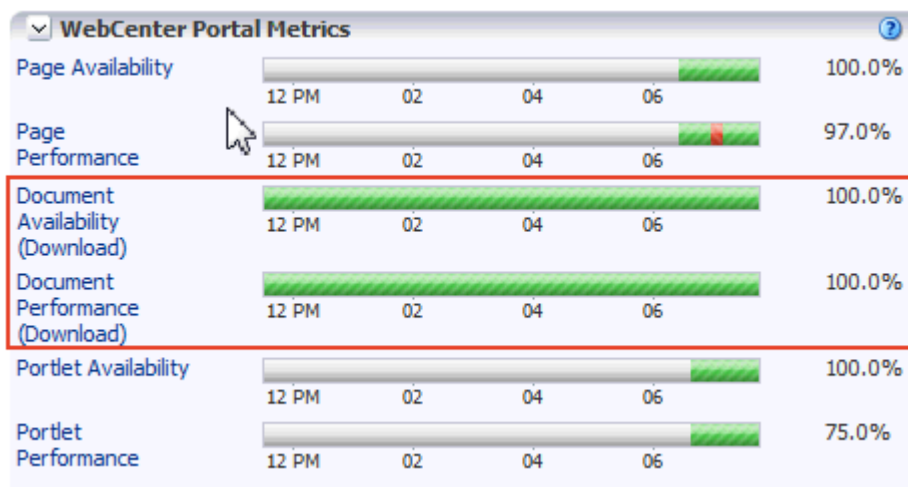 WebCenter Portal Metrics ?
Page Availability 100.0%
12 PM 02 04 06
Page
Performance 97.0%
12 PM 02 04 06
Document
Availability
(Download) 100.0%
12 PM 02 04 06
Document
Performance
(Download) 100.0%
12 PM 02 04 06
Portlet Availability 100.0%
12 PM 02 04 06
Portlet
Performance 75.0%
12 PM 02 04 06